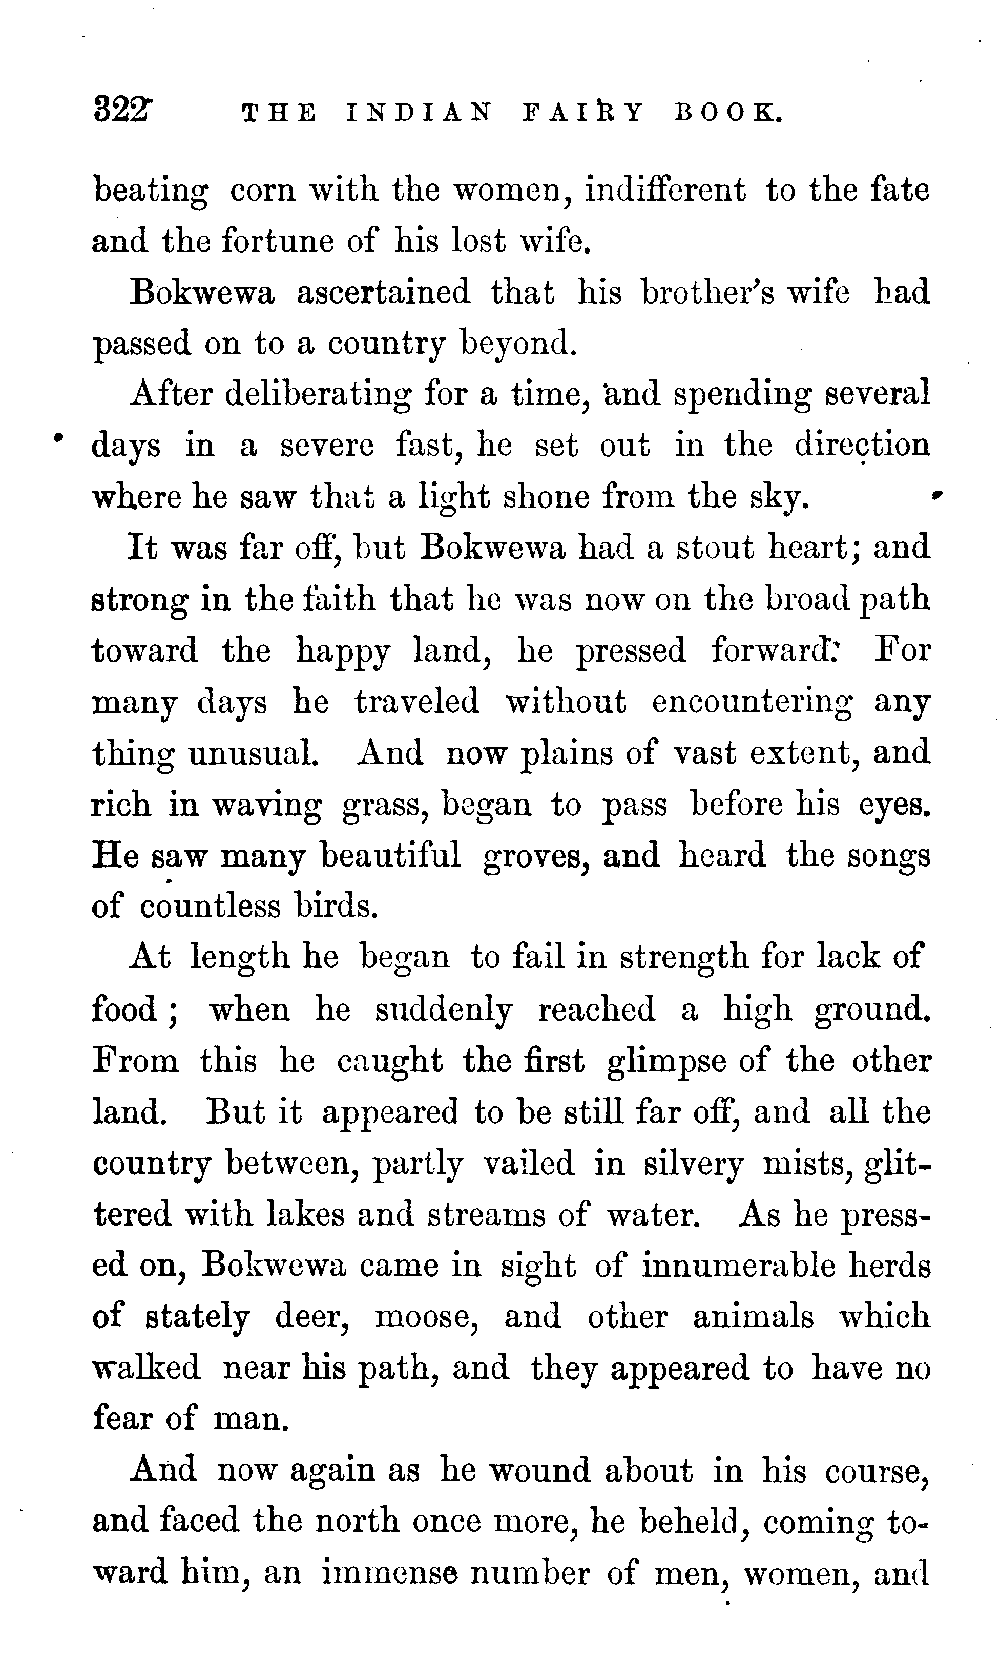 322 THE INDIAN FAIRY BOOK.
beating corn with the women, indifferent to the fate
and the fortune of his lost wife.
Bokwewa ascertained that his brother's wife had
passed on to a country beyond.
After deliberating for a time, and spending several
days in a severe fast, he set out in the direction
where he saw that a light shone from the sky.
It was far off, but Bokwewa had a stout heart; and
strong in the faith that he was now on the broad path
toward the happy land, he pressed forward. For
many days he traveled without encountering any
thing unusual. And now plains of vast extent, and
rich in waving grass, began to pass before his eyes.
He saw many beautiful groves, and heard the songs
of countless birds.
At length he began to fail in strength for lack of
food ; when he suddenly reached a high ground.
From this he caught the first glimpse of the other
land. But it appeared to be still far off, and all the
country between, partly vailed in silvery mists, glit-
tered with lakes and streams of water. As he press-
ed on, Bokwewa came in sight of innumerable herds
of stately deer, moose, and other animals which
walked near his path, and they appeared to have no
fear of man.
And now again as he wound about in his course,
and faced the north once more, he beheld, coming to-
ward him, an immense number of men, women, and